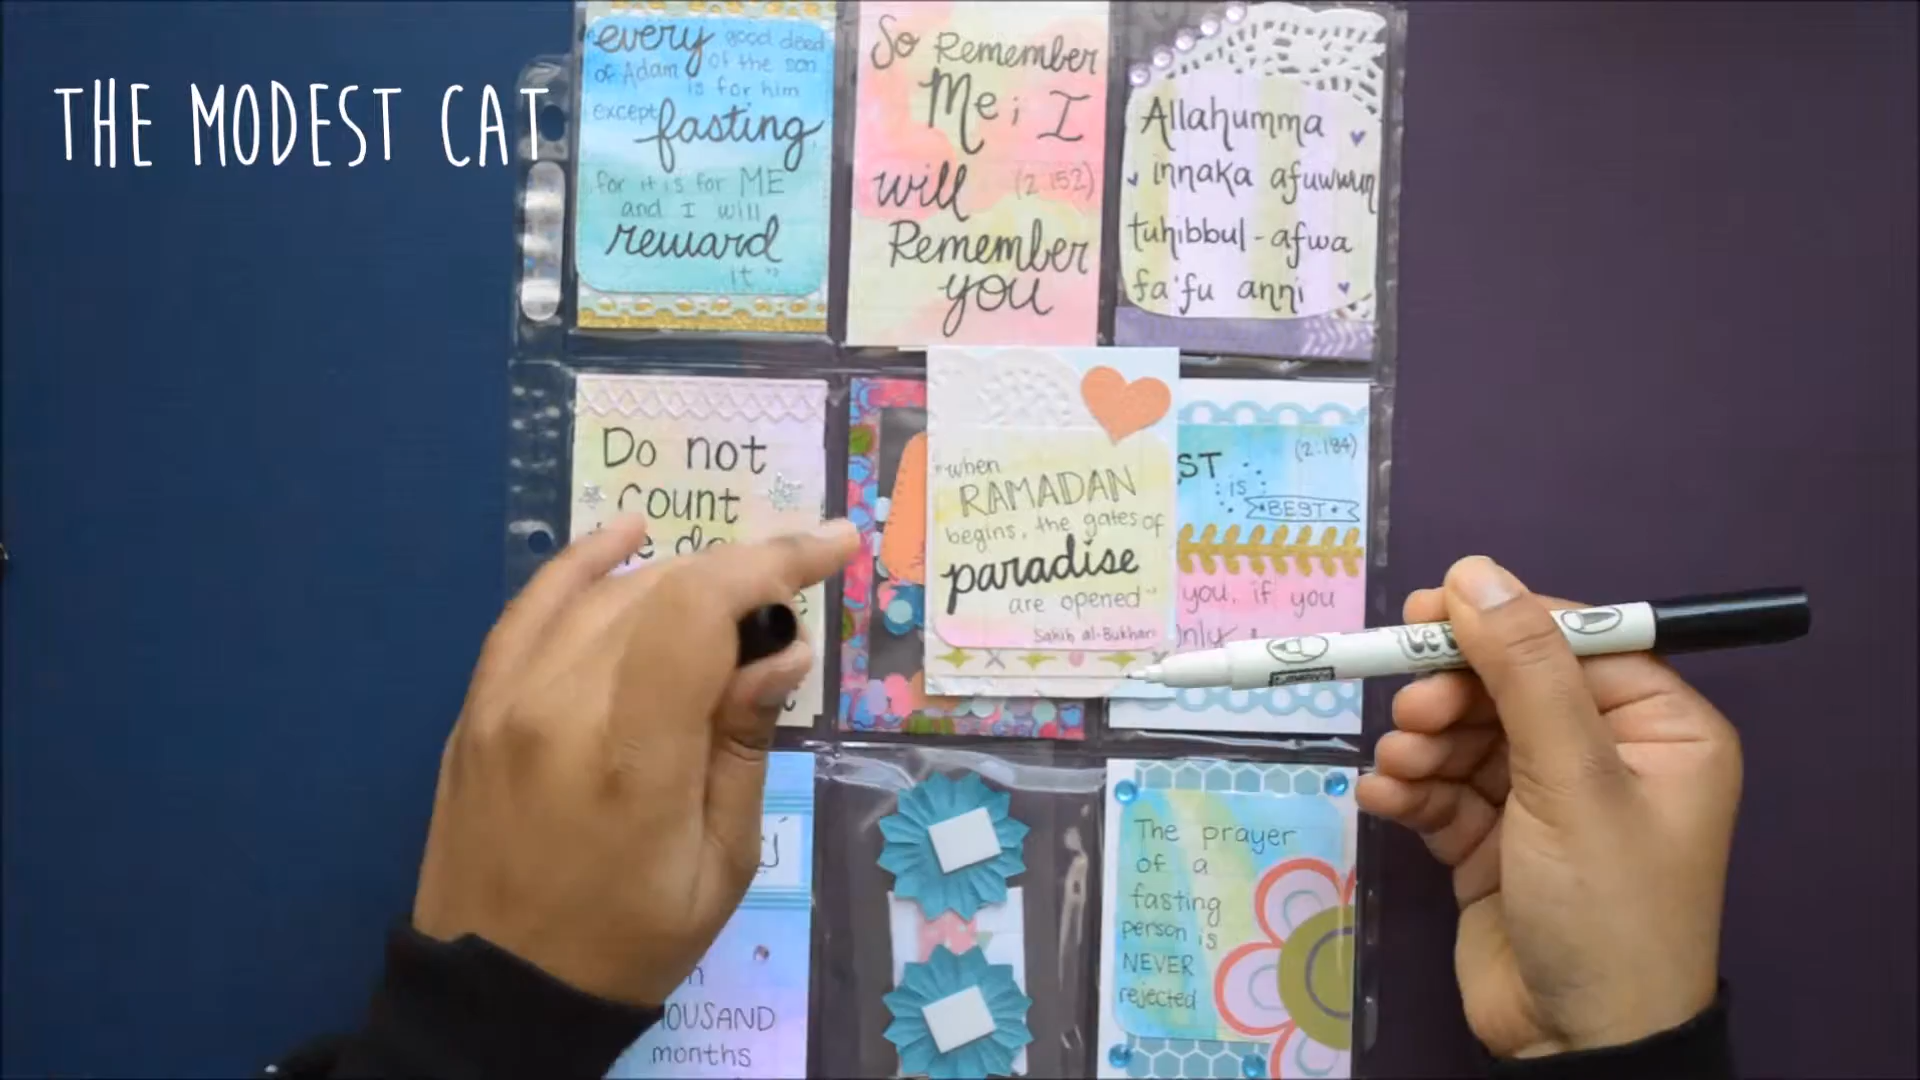 THE MODEST CAT
every good deed
of Adam of the son
is for him
except fasting
for it is for ME
and I will
reward
it"
So Remember
Me; I
will (2:152)
Remember
you
Allahumma
innaka afuwwun
tuhibbul-afwa
fa'fu anni
Do not
count
"when
RAMADAN
begins, the gates of
paradise
are opened"
Sahih al-Bukhari
(2:184)
is
BEST
you, if you
only
months
The prayer
of a
fasting
person is
NEVER
rejected